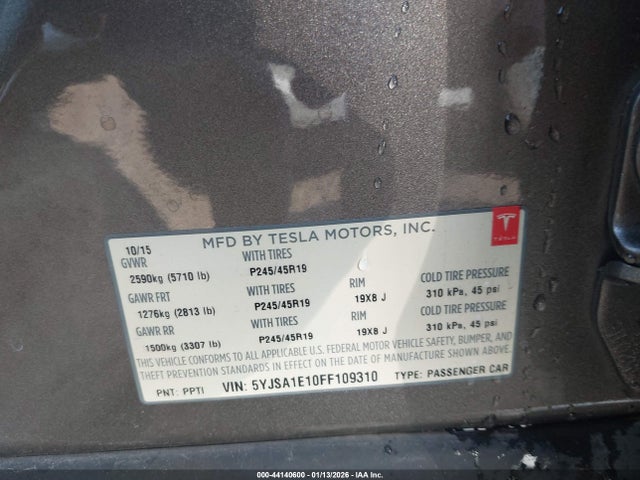 10/15 MFD BY TESLA MOTORS, INC. TESLA
GVWR WITH TIRES
2590kg (5710 lb) P245/45R19
GAWR FRT WITH TIRES RIM COLD TIRE PRESSURE
1276kg (2813 lb) P245/45R19 19X8 J 310 kPa, 45 psi
GAWR RR WITH TIRES RIM COLD TIRE PRESSURE
1500kg (3307 lb) P245/45R19 19X8 J 310 kPa, 45 psi
THIS VEHICLE CONFORMS TO ALL APPLICABLE U.S. FEDERAL MOTOR VEHICLE SAFETY, BUMPER, AND
THEFT PREVENTION STANDARDS IN EFFECT ON THE DATE OF MANUFACTURE SHOWN ABOVE.
PNT: PPTI VIN: 5YJSA1E10FF109310 TYPE: PASSENGER CAR
000-44140600 - 01/13/2026 - IAA Inc.